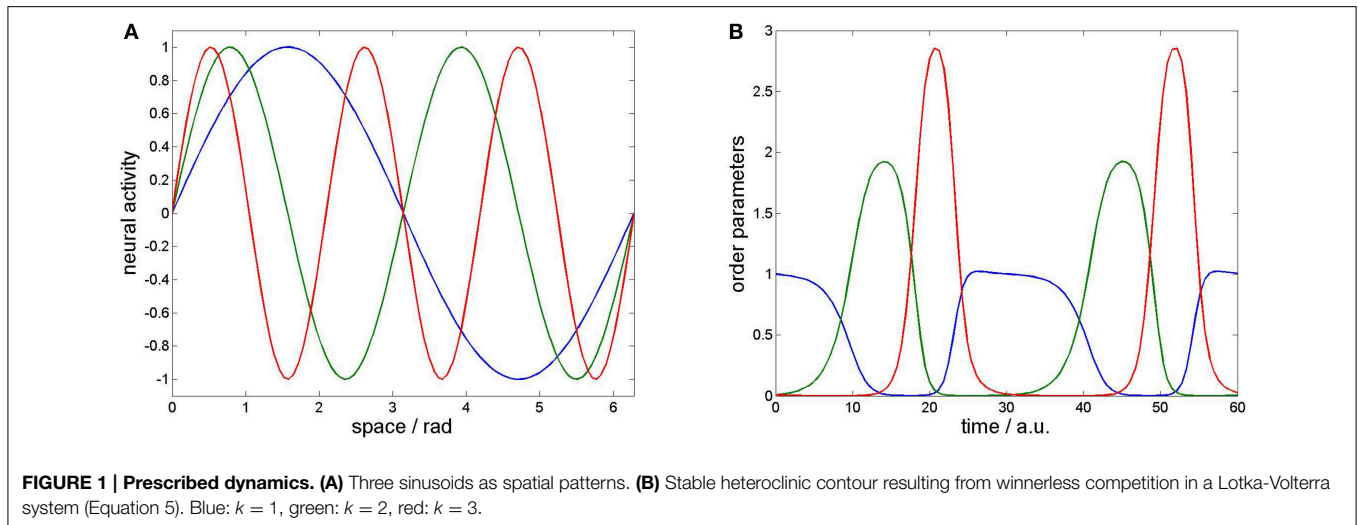 A
B
1
0.8
0.6
0.4
0.2
0
-0.2
-0.4
-0.6
-0.8
-1
neural activity
0 1 2 3 4 5 6
space / rad
3
2.5
2
1.5
1
0.5
0
order parameters
0 10 20 30 40 50 60
time / a.u.
FIGURE 1 | Prescribed dynamics. (A) Three sinusoids as spatial patterns. (B) Stable heteroclinic contour resulting from winnerless competition in a Lotka-Volterra
system (Equation 5). Blue: k = 1, green: k = 2, red: k = 3.